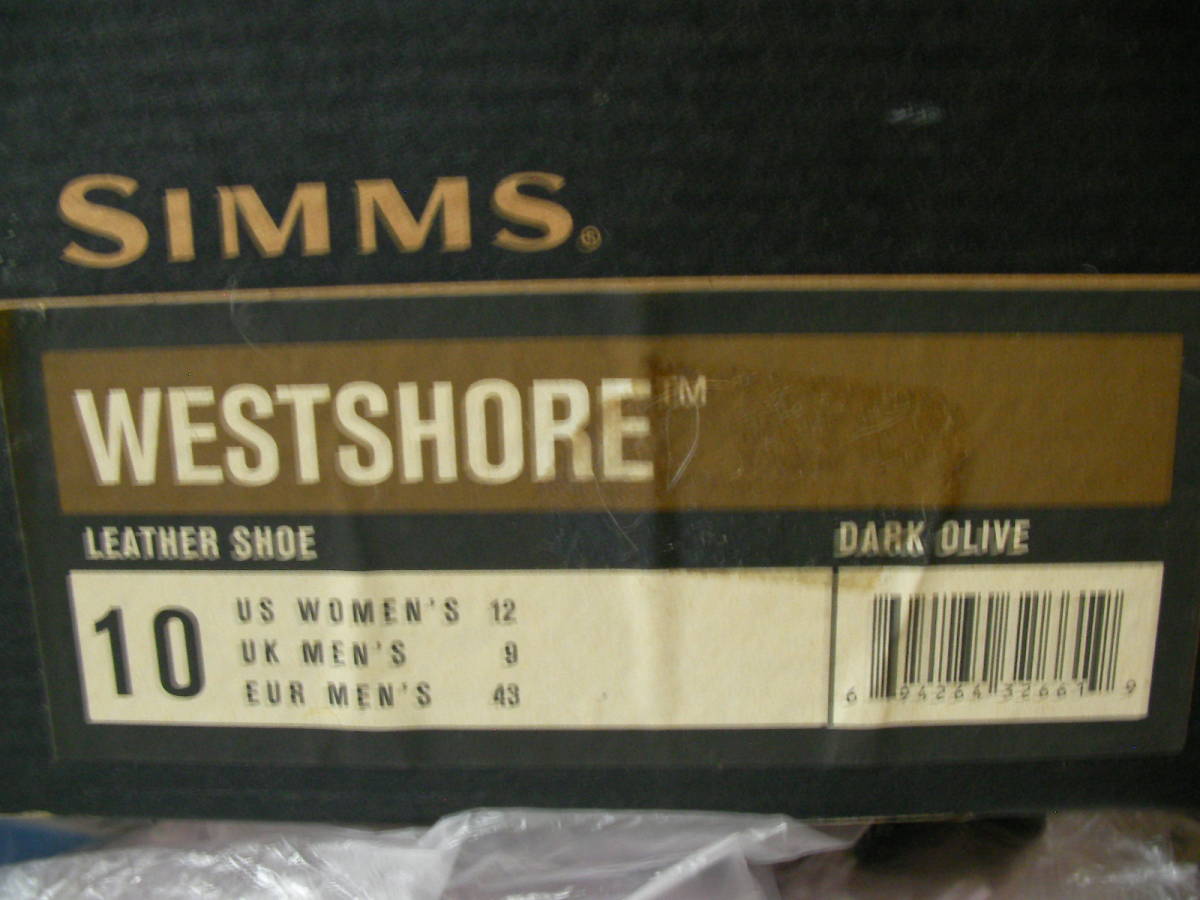 SIMMS®
WESTSHORE™
LEATHER SHOE
DARK OLIVE
10
US WOMEN'S 12
UK MEN'S 9
EUR MEN'S 43
6 94264 32661 9